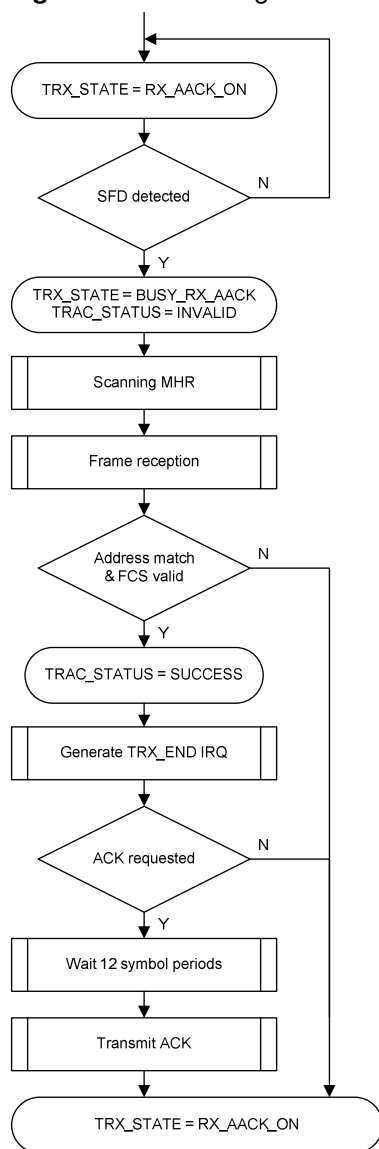 TRX_STATE = RX_AACK_ON
SFD detected
N
Y
TRX_STATE = BUSY_RX_AACK
TRAC_STATUS = INVALID
Scanning MHR
Frame reception
Address match
& FCS valid
N
Y
TRAC_STATUS = SUCCESS
Generate TRX_END IRQ
ACK requested
N
Y
Wait 12 symbol periods
Transmit ACK
TRX_STATE = RX_AACK_ON